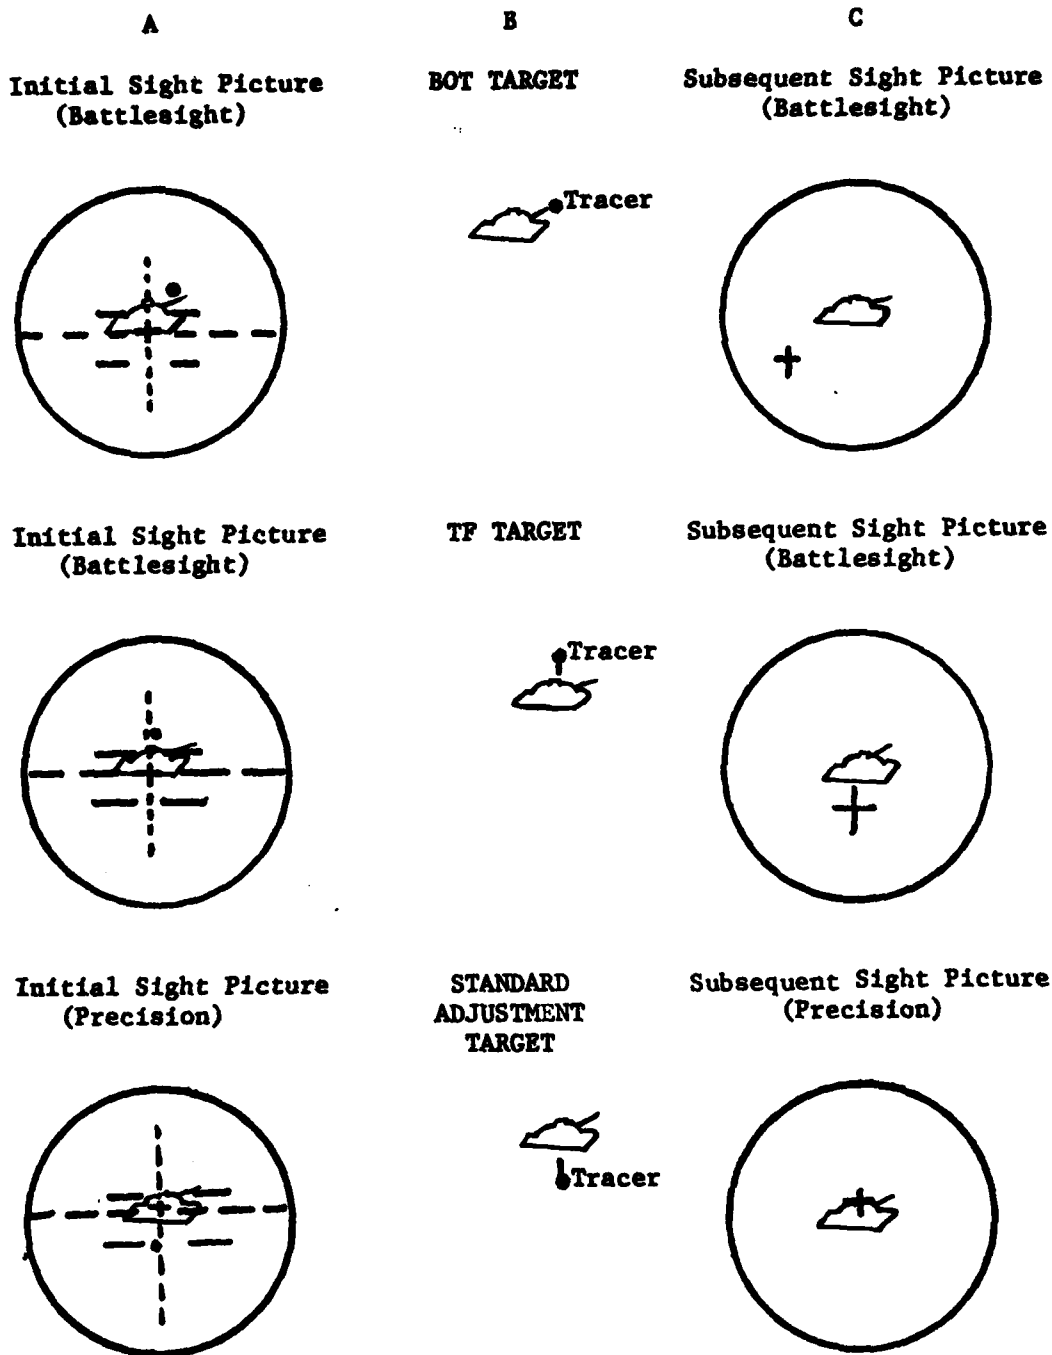 A B C
Initial Sight Picture
(Battlesight)
BOT TARGET
Subsequent Sight Picture
(Battlesight)
Tracer
Initial Sight Picture
(Battlesight)
TF TARGET
Subsequent Sight Picture
(Battlesight)
Tracer
Initial Sight Picture
(Precision)
STANDARD
ADJUSTMENT
TARGET
Subsequent Sight Picture
(Precision)
Tracer